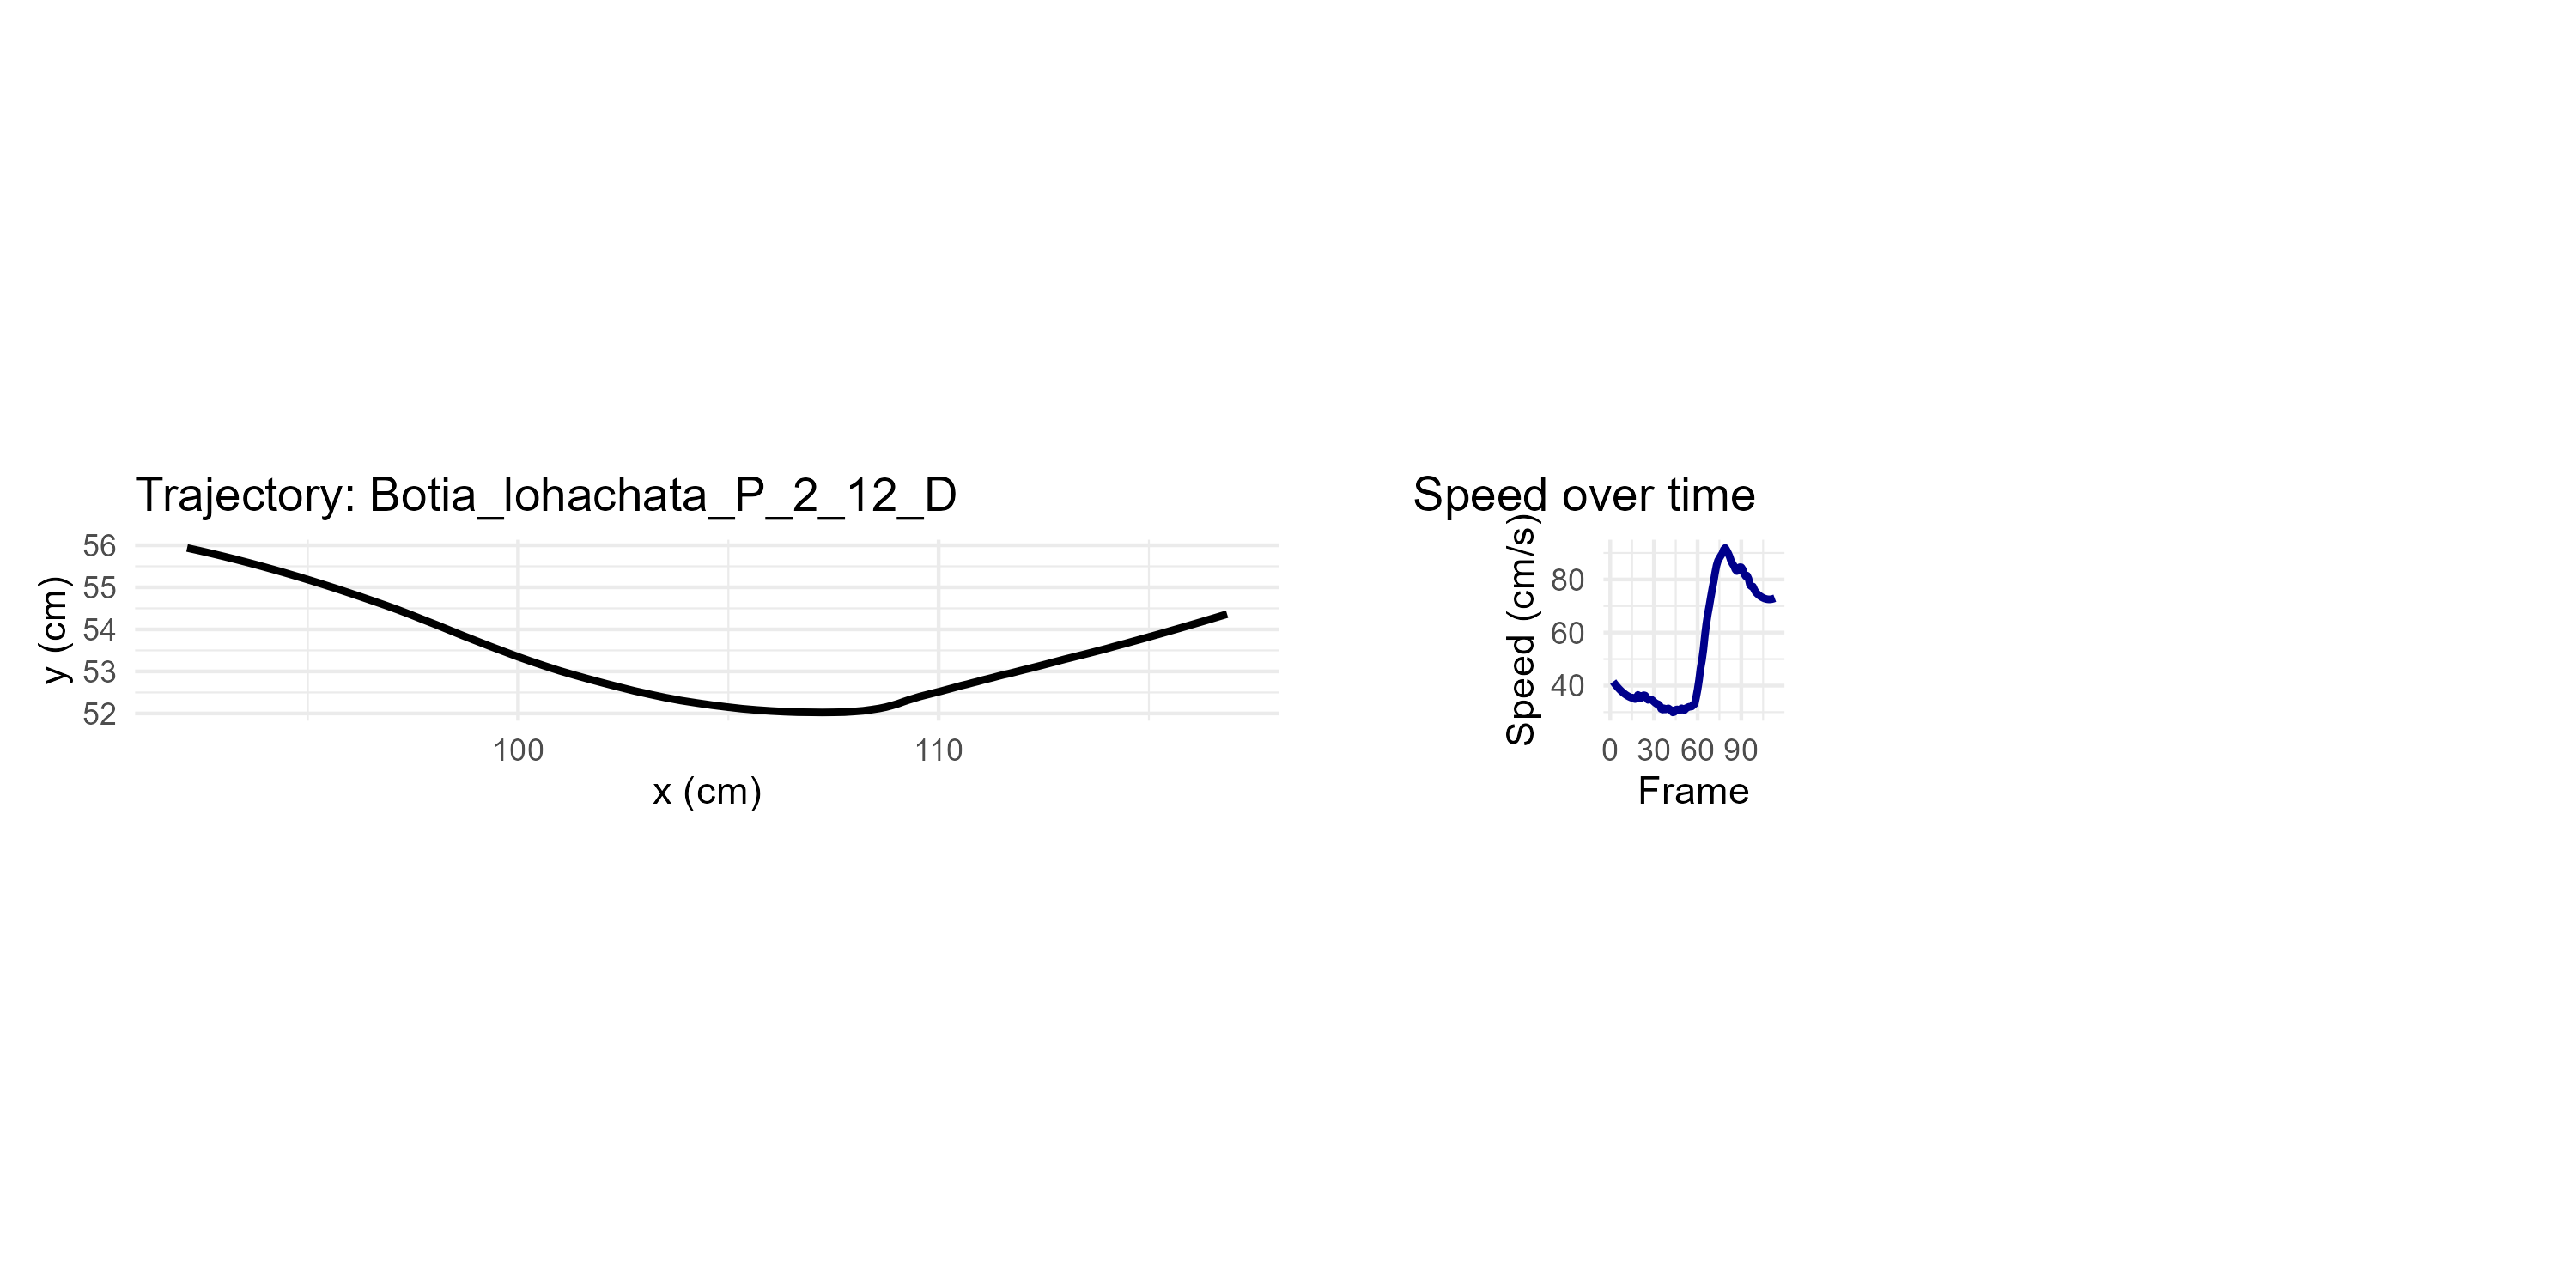 Trajectory: Botia_lohachata_P_2_12_D
56
55
54
53
52
y (cm)
100
110
x (cm)
Speed over time
80
60
40
Speed (cm/s)
0
30
60
90
Frame